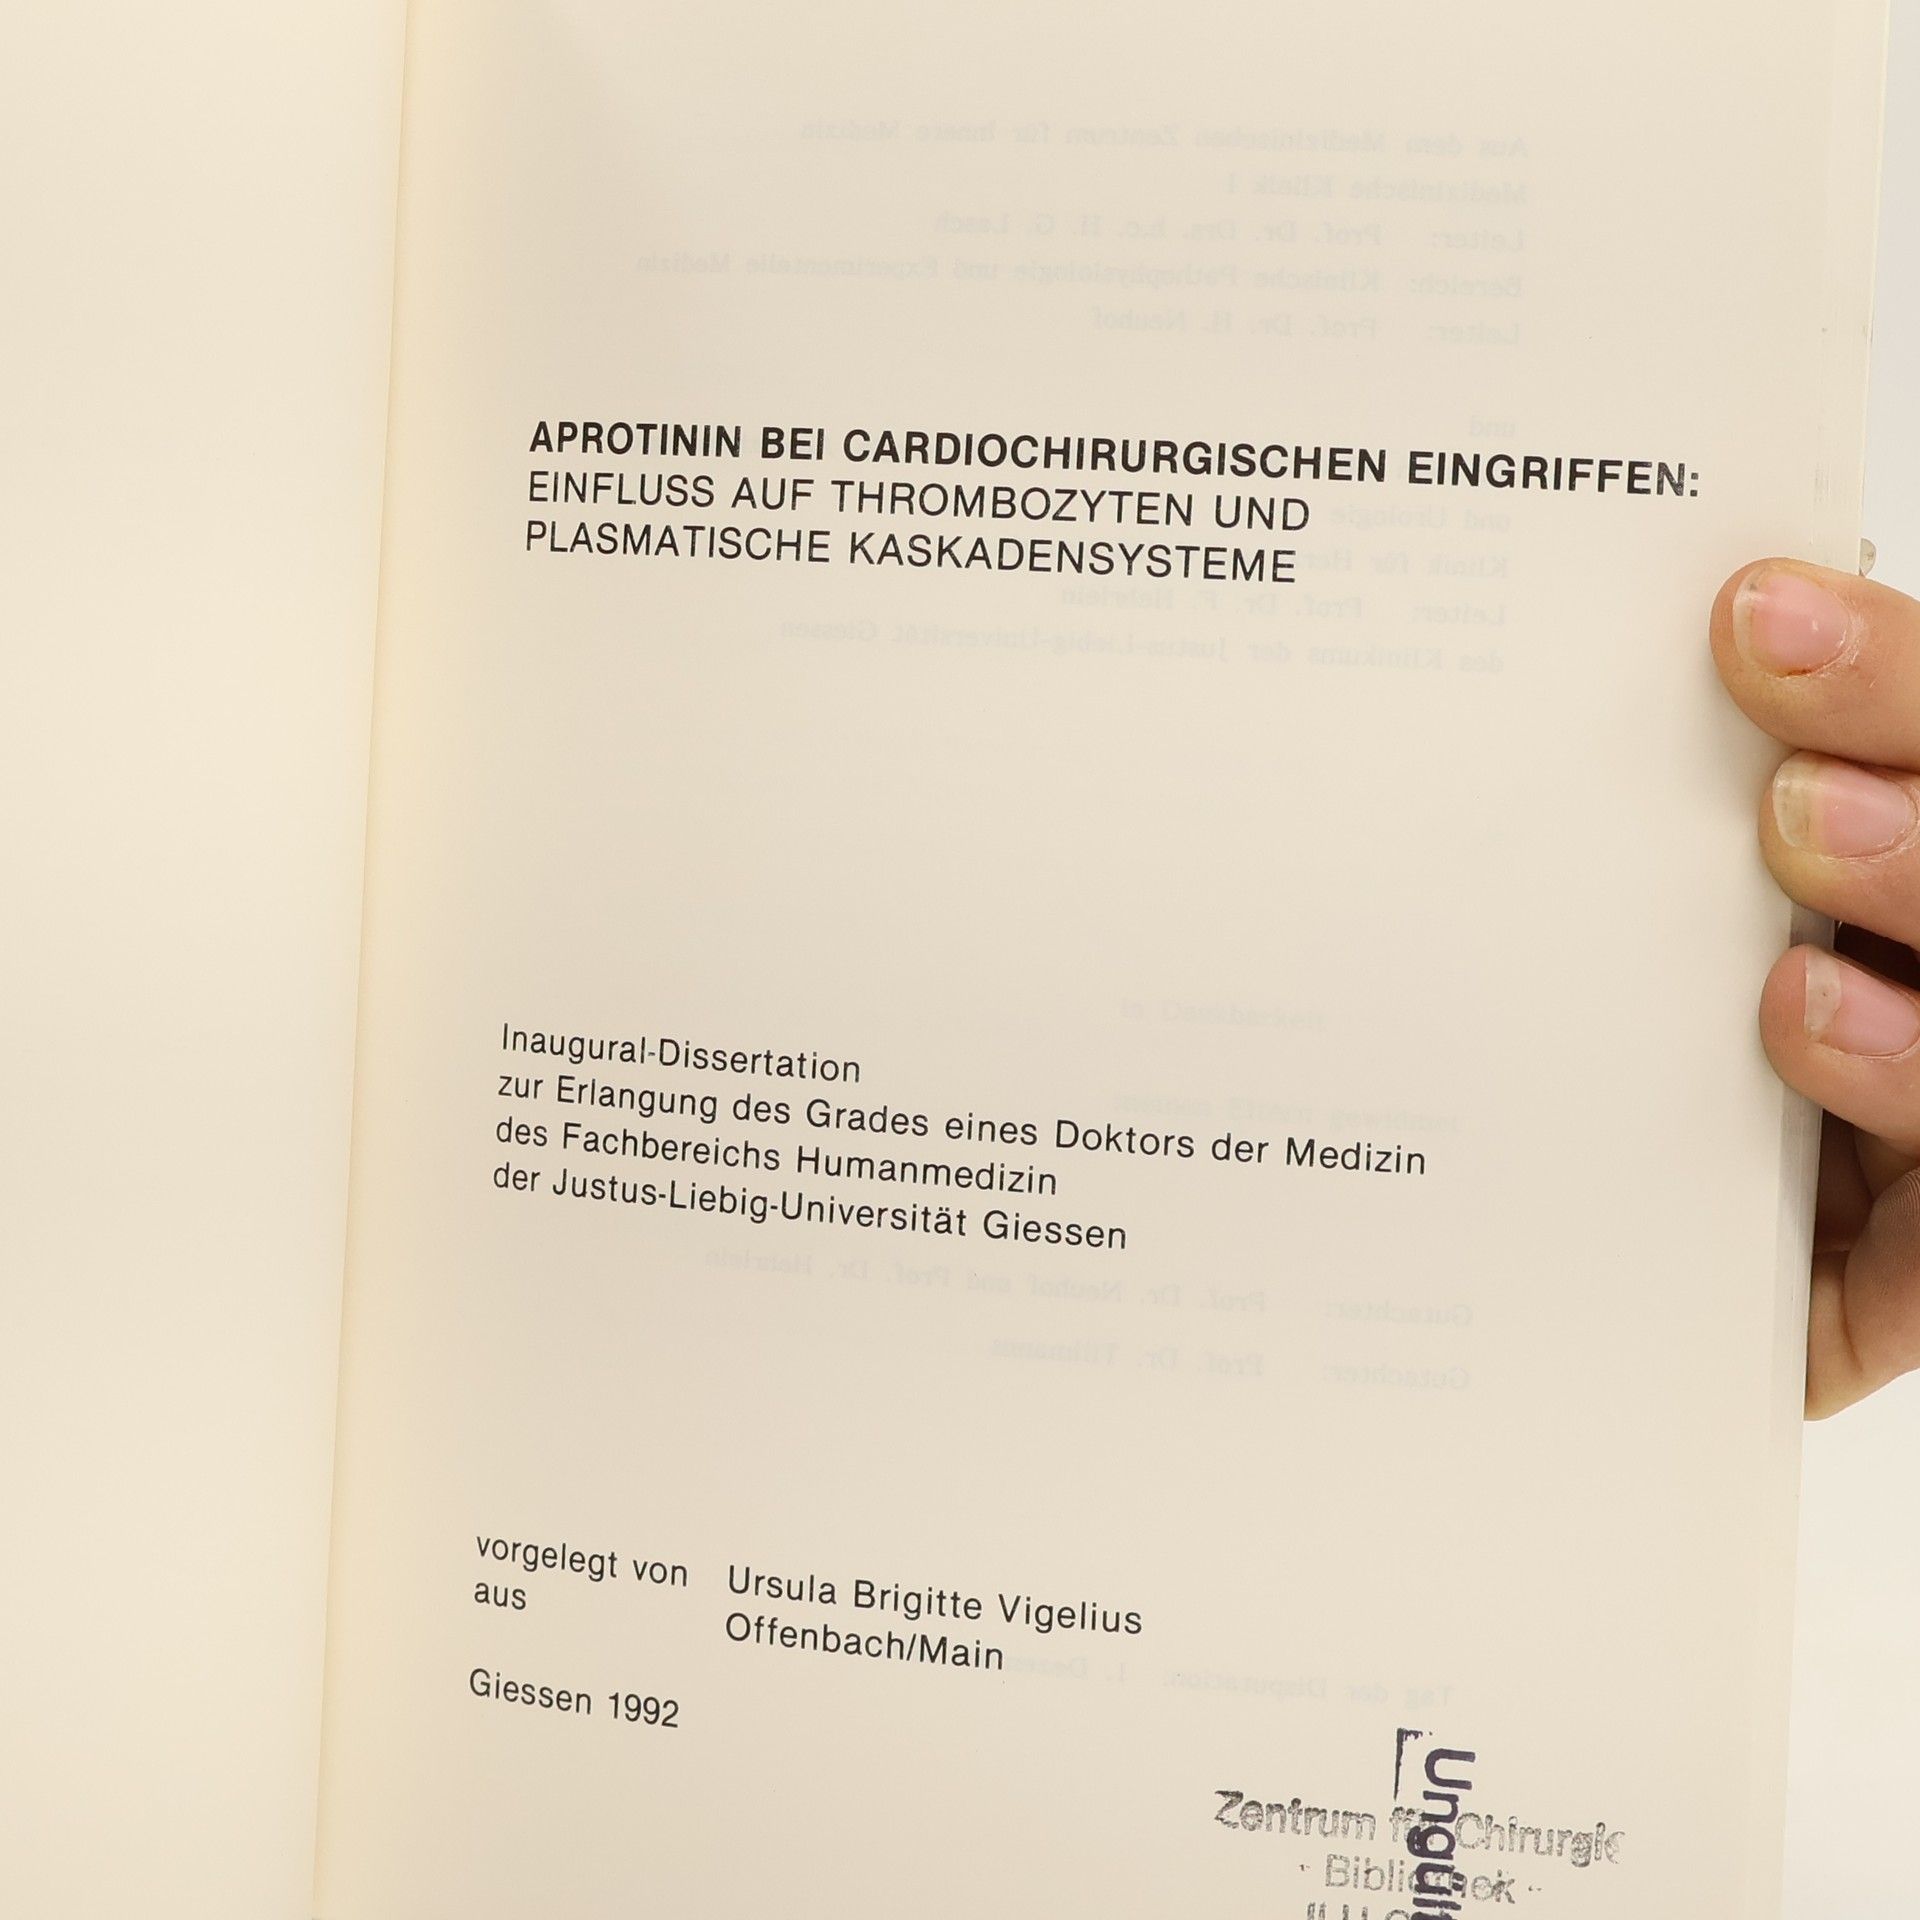 APROTININ BEI CARDIOCHIRURGISCHEN EINGRIFFEN:
EINFLUSS AUF THROMBOZYTEN UND
PLASMATISCHE KASKADENSYSTEME
Inaugural-Dissertation
zur Erlangung des Grades eines Doktors der Medizin
des Fachbereichs Humanmedizin
der Justus-Liebig-Universität Giessen
vorgelegt von Ursula Brigitte Vigelius
aus Offenbach/Main
Giessen 1992
Zentrum für Chirurgie
- Bibliothek -